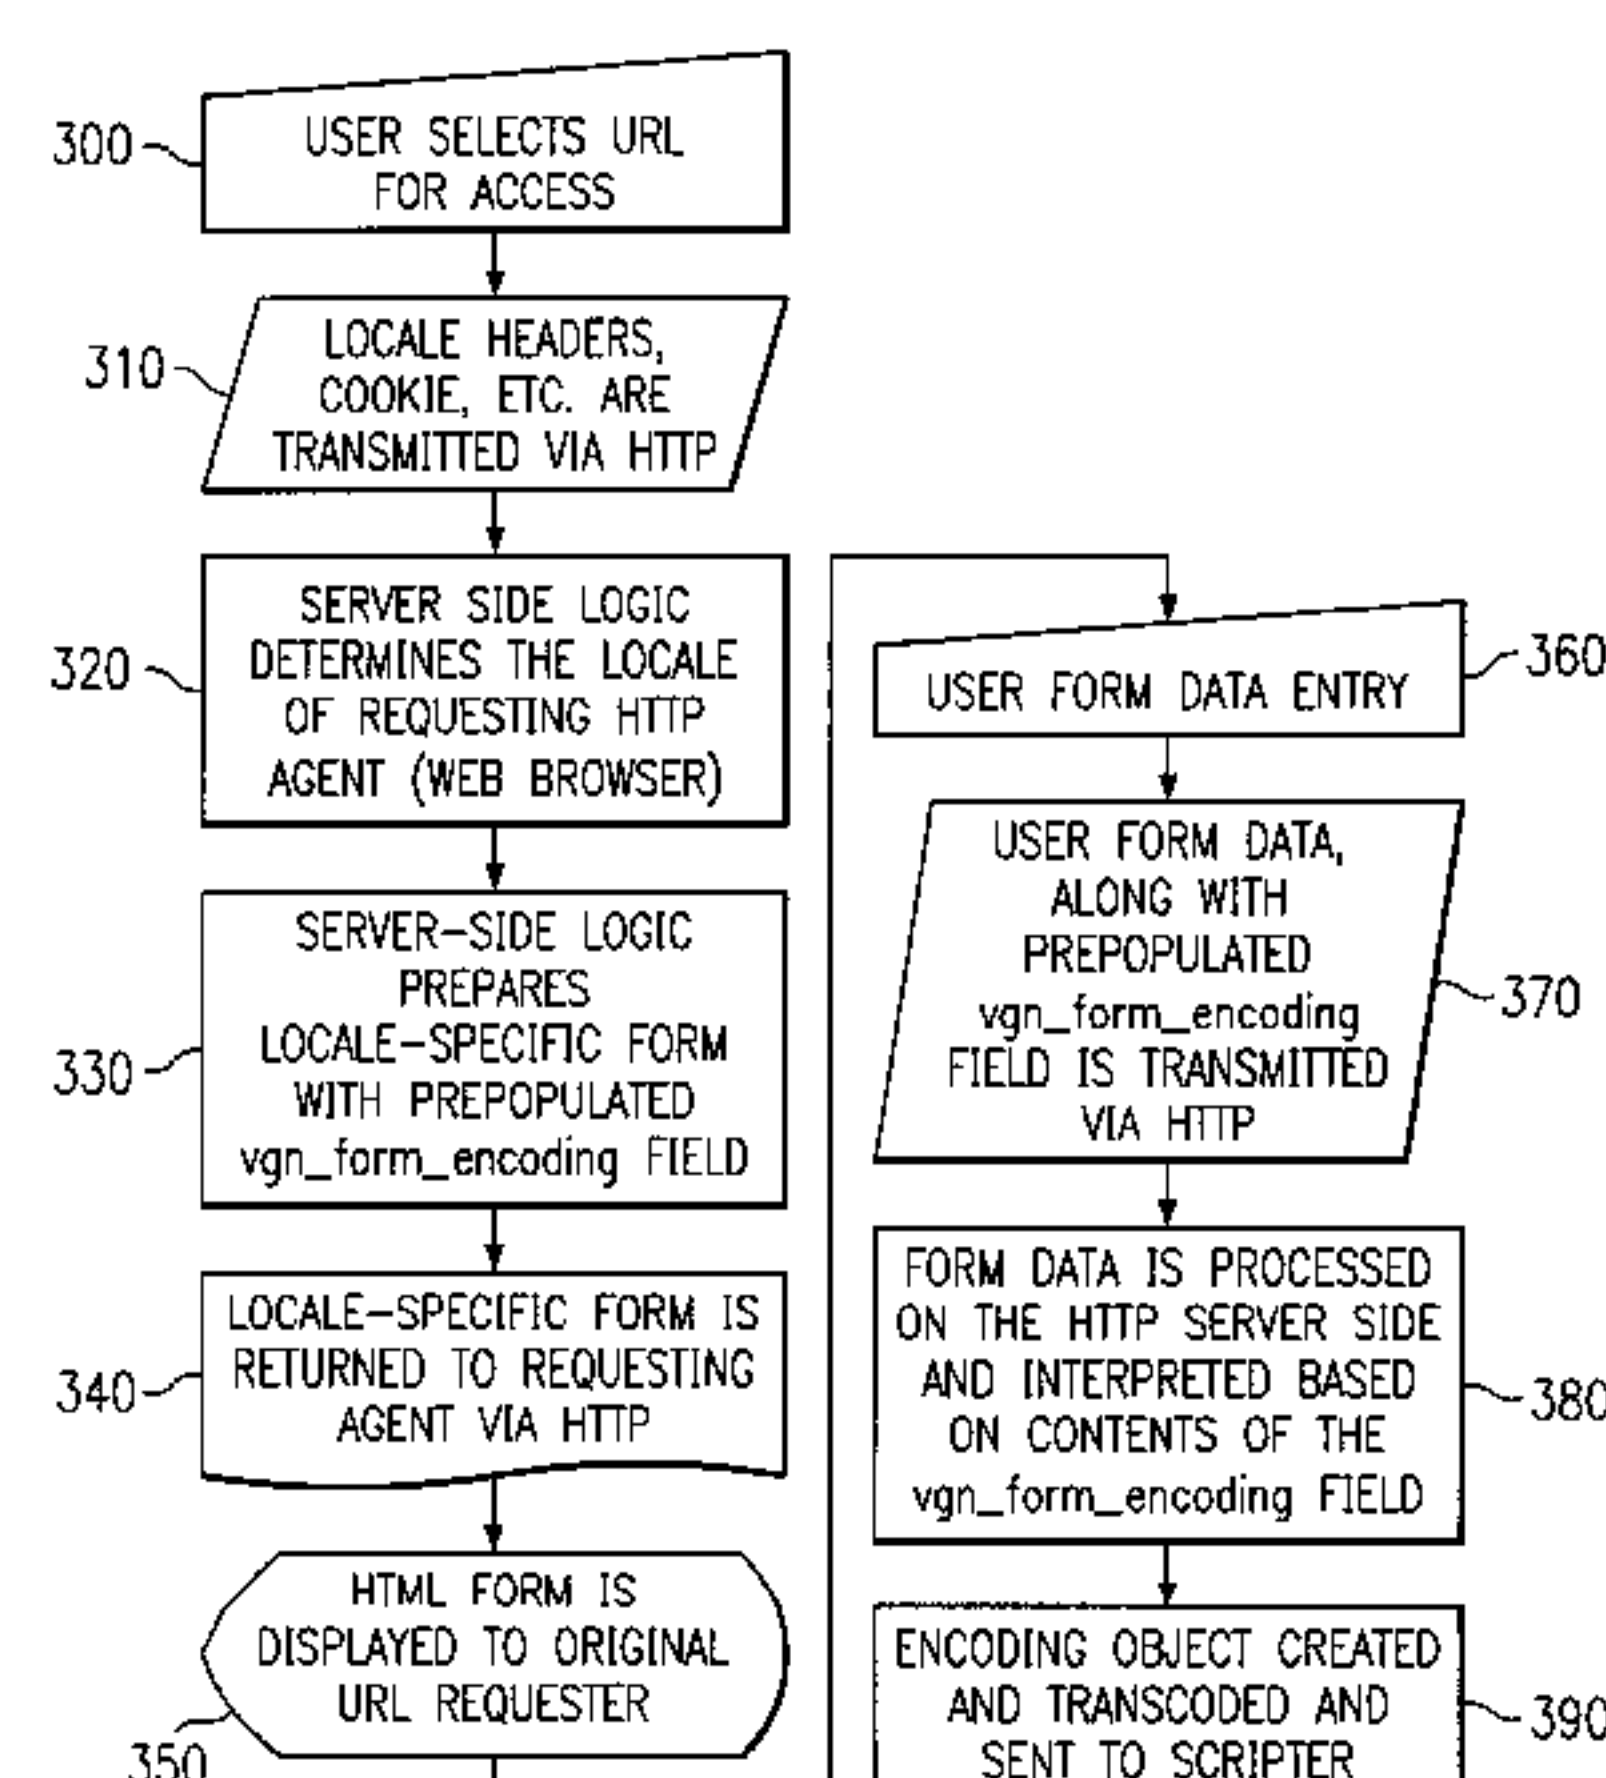 300
USER SELECTS URL
FOR ACCESS
310
LOCALE HEADERS,
COOKIE, ETC. ARE
TRANSMITTED VIA HTTP
320
SERVER SIDE LOGIC
DETERMINES THE LOCALE
OF REQUESTING HTTP
AGENT (WEB BROWSER)
330
SERVER-SIDE LOGIC
PREPARES
LOCALE-SPECIFIC FORM
WITH PREPOPULATED
vgn_form_encoding FIELD
340
LOCALE-SPECIFIC FORM IS
RETURNED TO REQUESTING
AGENT VIA HTTP
HTML FORM IS
DISPLAYED TO ORIGINAL
URL REQUESTER
350
360
USER FORM DATA ENTRY
USER FORM DATA,
ALONG WITH
PREPOPULATED
vgn_form_encoding
FIELD IS TRANSMITTED
VIA HTTP
370
FORM DATA IS PROCESSED
ON THE HTTP SERVER SIDE
AND INTERPRETED BASED
ON CONTENTS OF THE
vgn_form_encoding FIELD
380
ENCODING OBJECT CREATED
AND TRANSCODED AND
SENT TO SCRIPTER
390